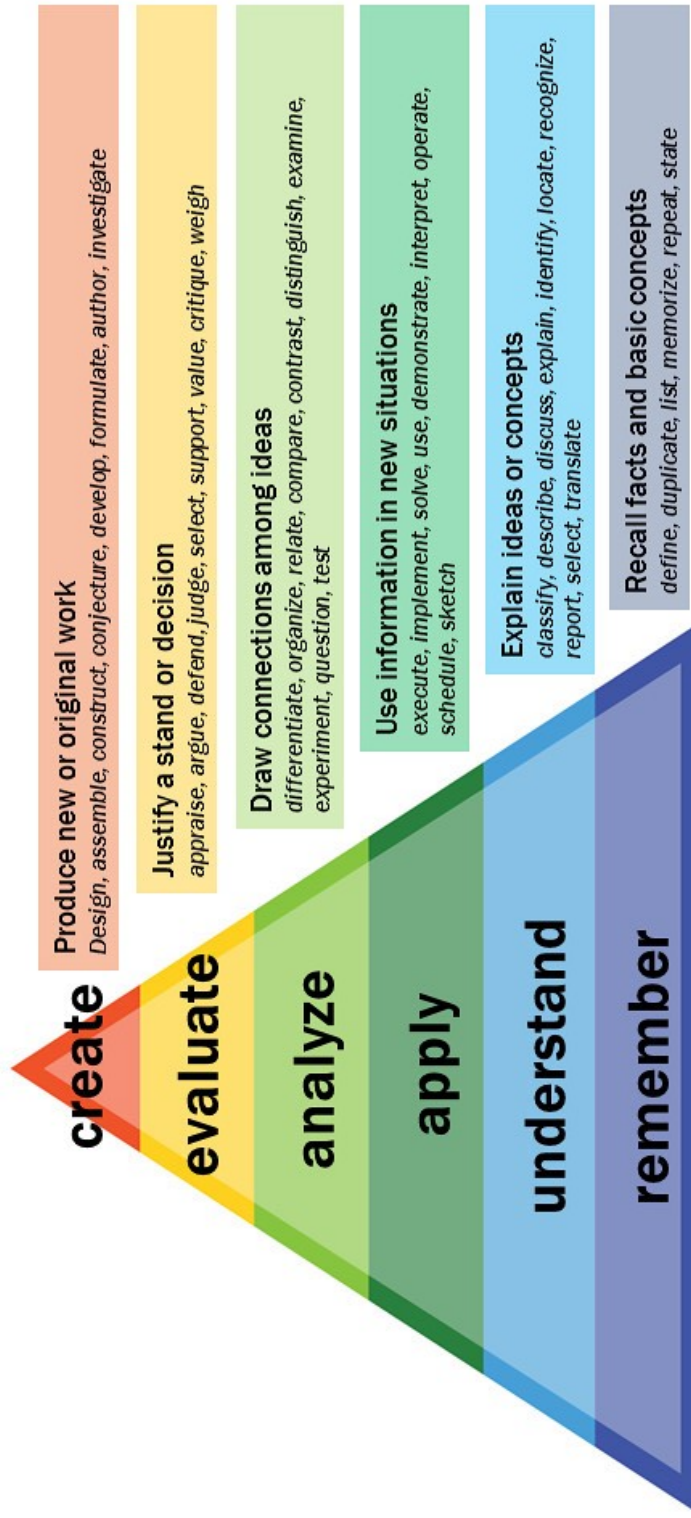 create
Produce new or original work
Design, assemble, construct, conjecture, develop, formulate, author, investigate
evaluate
Justify a stand or decision
appraise, argue, defend, judge, select, support, value, critique, weigh
analyze
Draw connections among ideas
differentiate, organize, relate, compare, contrast, distinguish, examine,
experiment, question, test
apply
Use information in new situations
execute, implement, solve, use, demonstrate, interpret, operate,
schedule, sketch
understand
Explain ideas or concepts
classify, describe, discuss, explain, identify, locate, recognize,
report, select, translate
remember
Recall facts and basic concepts
define, duplicate, list, memorize, repeat, state